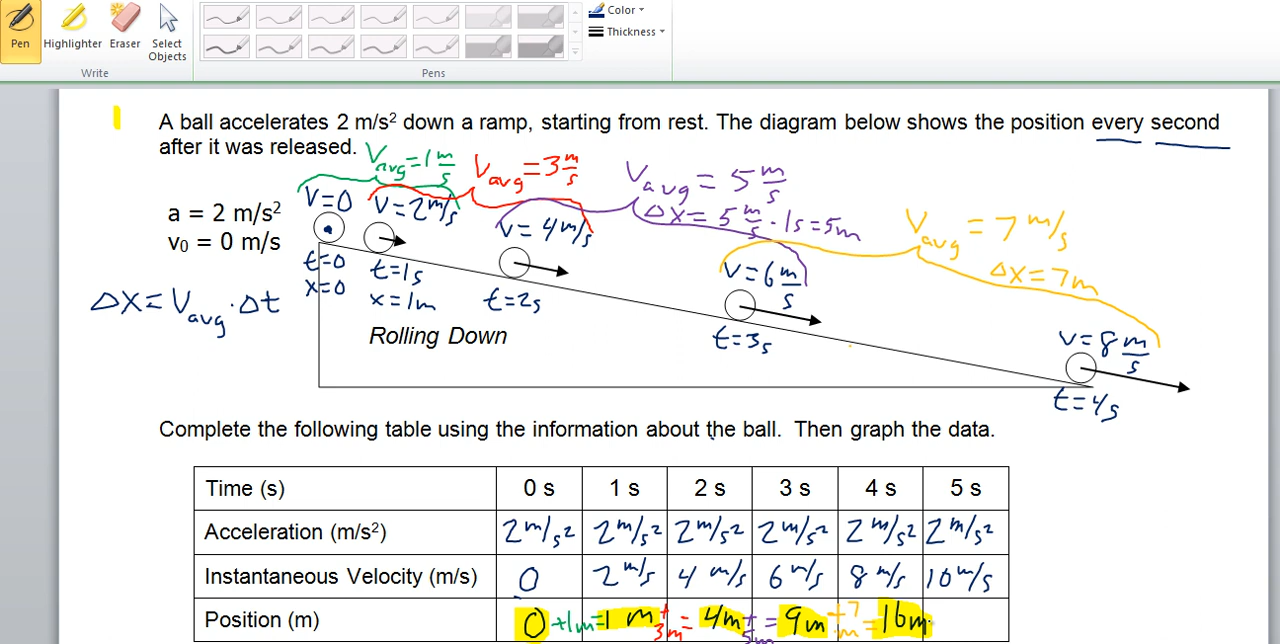 Color
Thickness
Pen Highlighter Eraser Select Objects
Write Pens
1 A ball accelerates 2 m/s² down a ramp, starting from rest. The diagram below shows the position every second
after it was released.
Vavg = 1 m/s
Vavg = 3 m/s
Vavg = 5 m/s
Δx = 5 m/s · 1s = 5m
Vavg = 7 m/s
Δx = 7m
a = 2 m/s²
v₀ = 0 m/s
Δx = Vavg · Δt
V=0
t=0
x=0
V=2 m/s
t=1s
x=1m
V=4 m/s
t=2s
V=6 m/s
t=3s
V=8 m/s
t=4s
Rolling Down
Complete the following table using the information about the ball. Then graph the data.
Time (s) 0 s 1 s 2 s 3 s 4 s 5 s
Acceleration (m/s²) 2 m/s² 2 m/s² 2 m/s² 2 m/s² 2 m/s² 2 m/s²
Instantaneous Velocity (m/s) 0 2 m/s 4 m/s 6 m/s 8 m/s 10 m/s
Position (m) 0 +1m = 1 m +3m = 4m +5m = 9m +7m = 16m